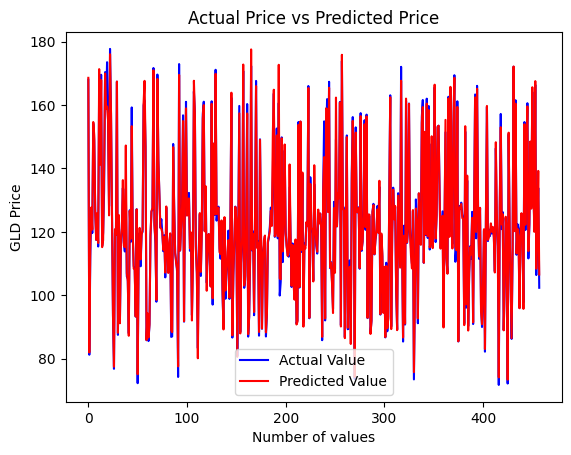 Actual Price vs Predicted Price
GLD Price
180
160
140
120
100
80
Actual Value
Predicted Value
0 100 200 300 400
Number of values